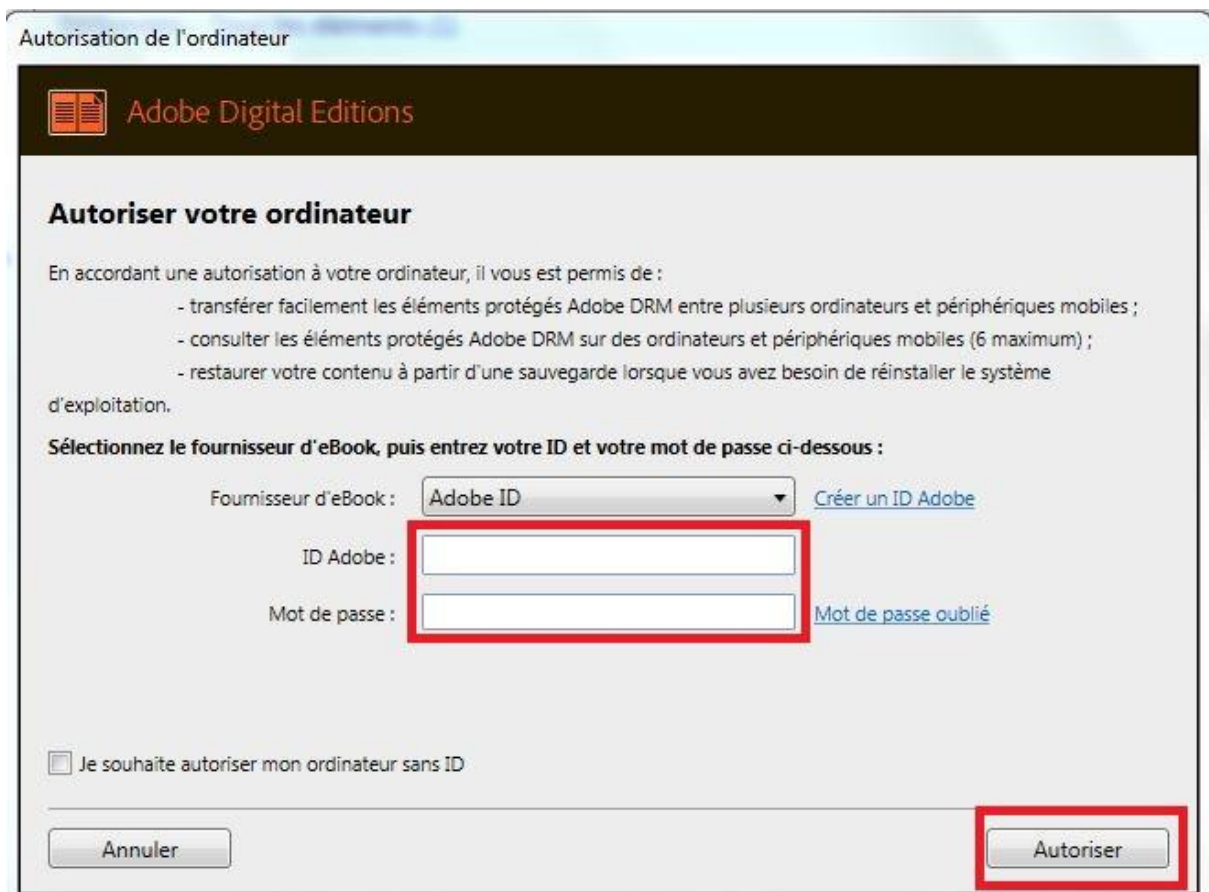 Autorisation de l'ordinateur
Adobe Digital Editions
Autoriser votre ordinateur
En accordant une autorisation à votre ordinateur, il vous est permis de :
- transférer facilement les éléments protégés Adobe DRM entre plusieurs ordinateurs et périphériques mobiles ;
- consulter les éléments protégés Adobe DRM sur des ordinateurs et périphériques mobiles (6 maximum) ;
- restaurer votre contenu à partir d'une sauvegarde lorsque vous avez besoin de réinstaller le système
d'exploitation.
Sélectionnez le fournisseur d'eBook, puis entrez votre ID et votre mot de passe ci-dessous :
Fournisseur d'eBook : Adobe ID Créer un ID Adobe
ID Adobe :
Mot de passe : Mot de passe oublié
Je souhaite autoriser mon ordinateur sans ID
Annuler Autoriser